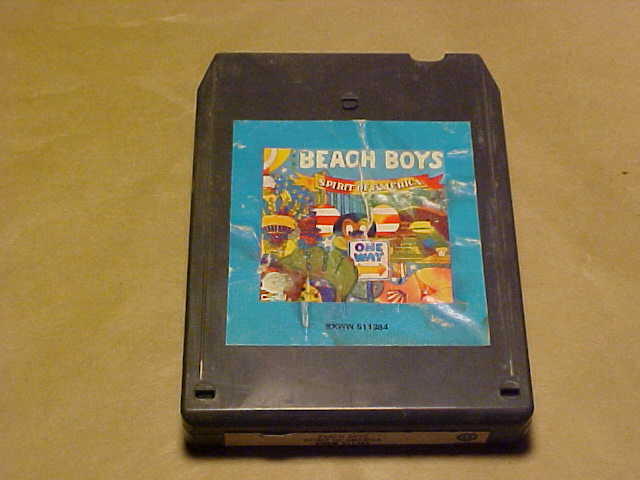 BEACH BOYS
SPIRIT OF AMERICA
ONE
WAY
8XWW 511384